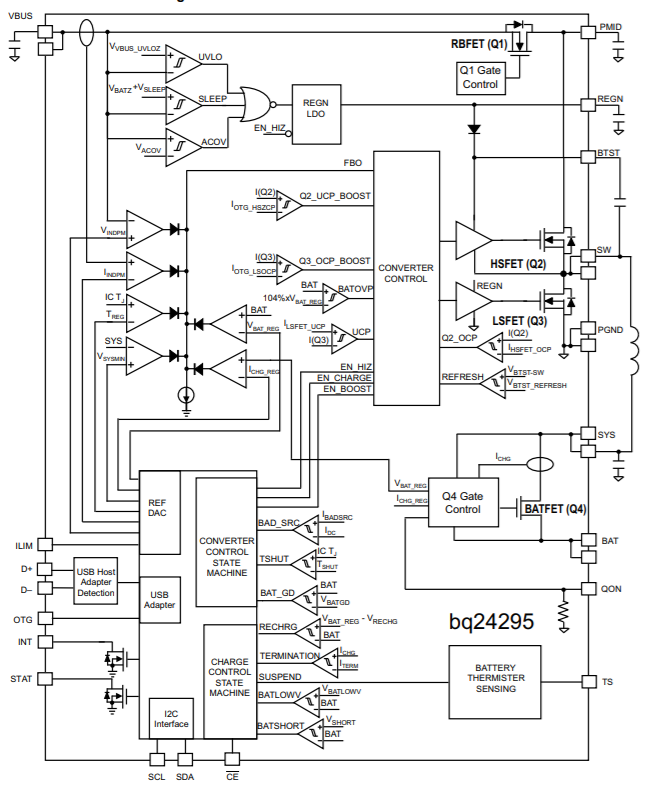 VBUS
PMID
RBFET (Q1)
Q1 Gate
Control
VVBUS_UVLOZ
UVLO
VBATZ +VSLEEP
SLEEP
REGN
LDO
REGN
EN_HIZ
VACOV
ACOV
BTST
FBO
I(Q2)
Q2_UCP_BOOST
IOTG_HSZCP
VINDPM
HSFET (Q2)
SW
I(Q3)
Q3_OCP_BOOST
IOTG_LSOCP
CONVERTER
CONTROL
IINDPM
BAT
BATOVP
104%xVBAT_REG
REGN
IC TJ
TREG
BAT
VBAT_REG
ILSFET_UCP
UCP
I(Q3)
LSFET (Q3)
PGND
Q2_OCP
I(Q2)
IHSFET_OCP
SYS
VSYSMIN
ICHG_REG
EN_HIZ
EN_CHARGE
EN_BOOST
REFRESH
VBTST-SW
VBTST_REFRESH
SYS
ICHG
VBAT_REG
ICHG_REG
Q4 Gate
Control
BATFET (Q4)
REF
DAC
CONVERTER
CONTROL
STATE
MACHINE
BAD_SRC
IBADSRC
IDC
ILIM
BAT
D+
D–
USB Host
Adapter
Detection
TSHUT
IC TJ
TSHUT
USB
Adapter
BAT_GD
BAT
VBATGD
QON
OTG
RECHRG
VBAT_REG - VRECHG
BAT
bq24295
INT
CHARGE
CONTROL
STATE
MACHINE
TERMINATION
ICHG
ITERM
STAT
SUSPEND
BATTERY
THERMISTER
SENSING
TS
BATLOWV
VBATLOWV
BAT
I2C
Interface
BATSHORT
VSHORT
BAT
SCL
SDA
CE